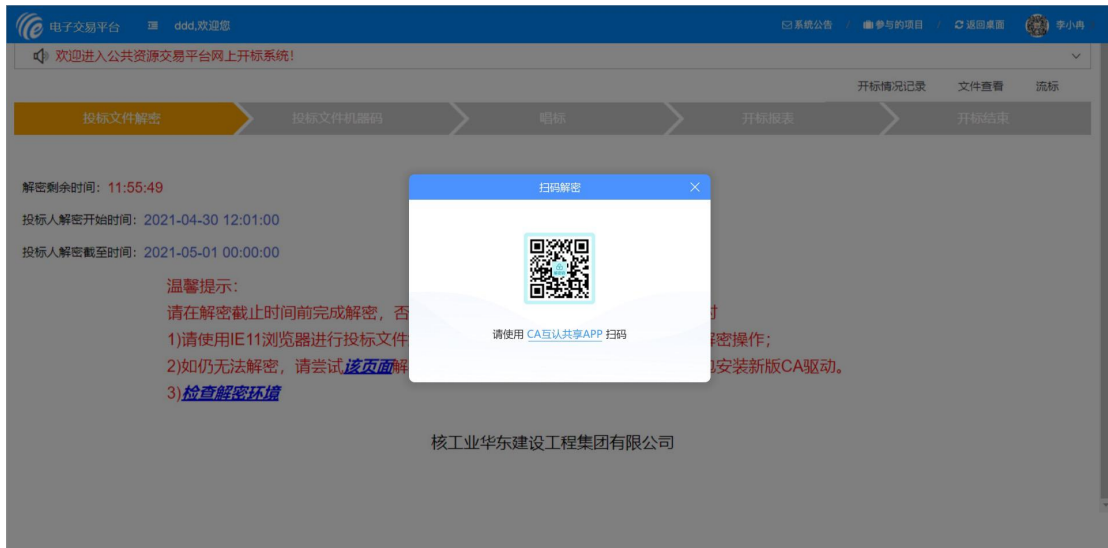 电子交易平台 ddd,欢迎您 系统公告 / 参与的项目 / 返回桌面 李小冉
欢迎进入公共资源交易平台网上开标系统!
开标情况记录 文件查看 流标
投标文件解密 投标文件机器码 唱标 开标报表 开标结束
解密剩余时间: 11:55:49
扫码解密
投标人解密开始时间: 2021-04-30 12:01:00
投标人解密截至时间: 2021-05-01 00:00:00
温馨提示:
请在解密截止时间前完成解密, 否
1)请使用IE11浏览器进行投标文件 解密操作;
请使用 CA互认共享APP 扫码
2)如仍无法解密, 请尝试该页面解 安装新版CA驱动。
3)检查解密环境
核工业华东建设工程集团有限公司